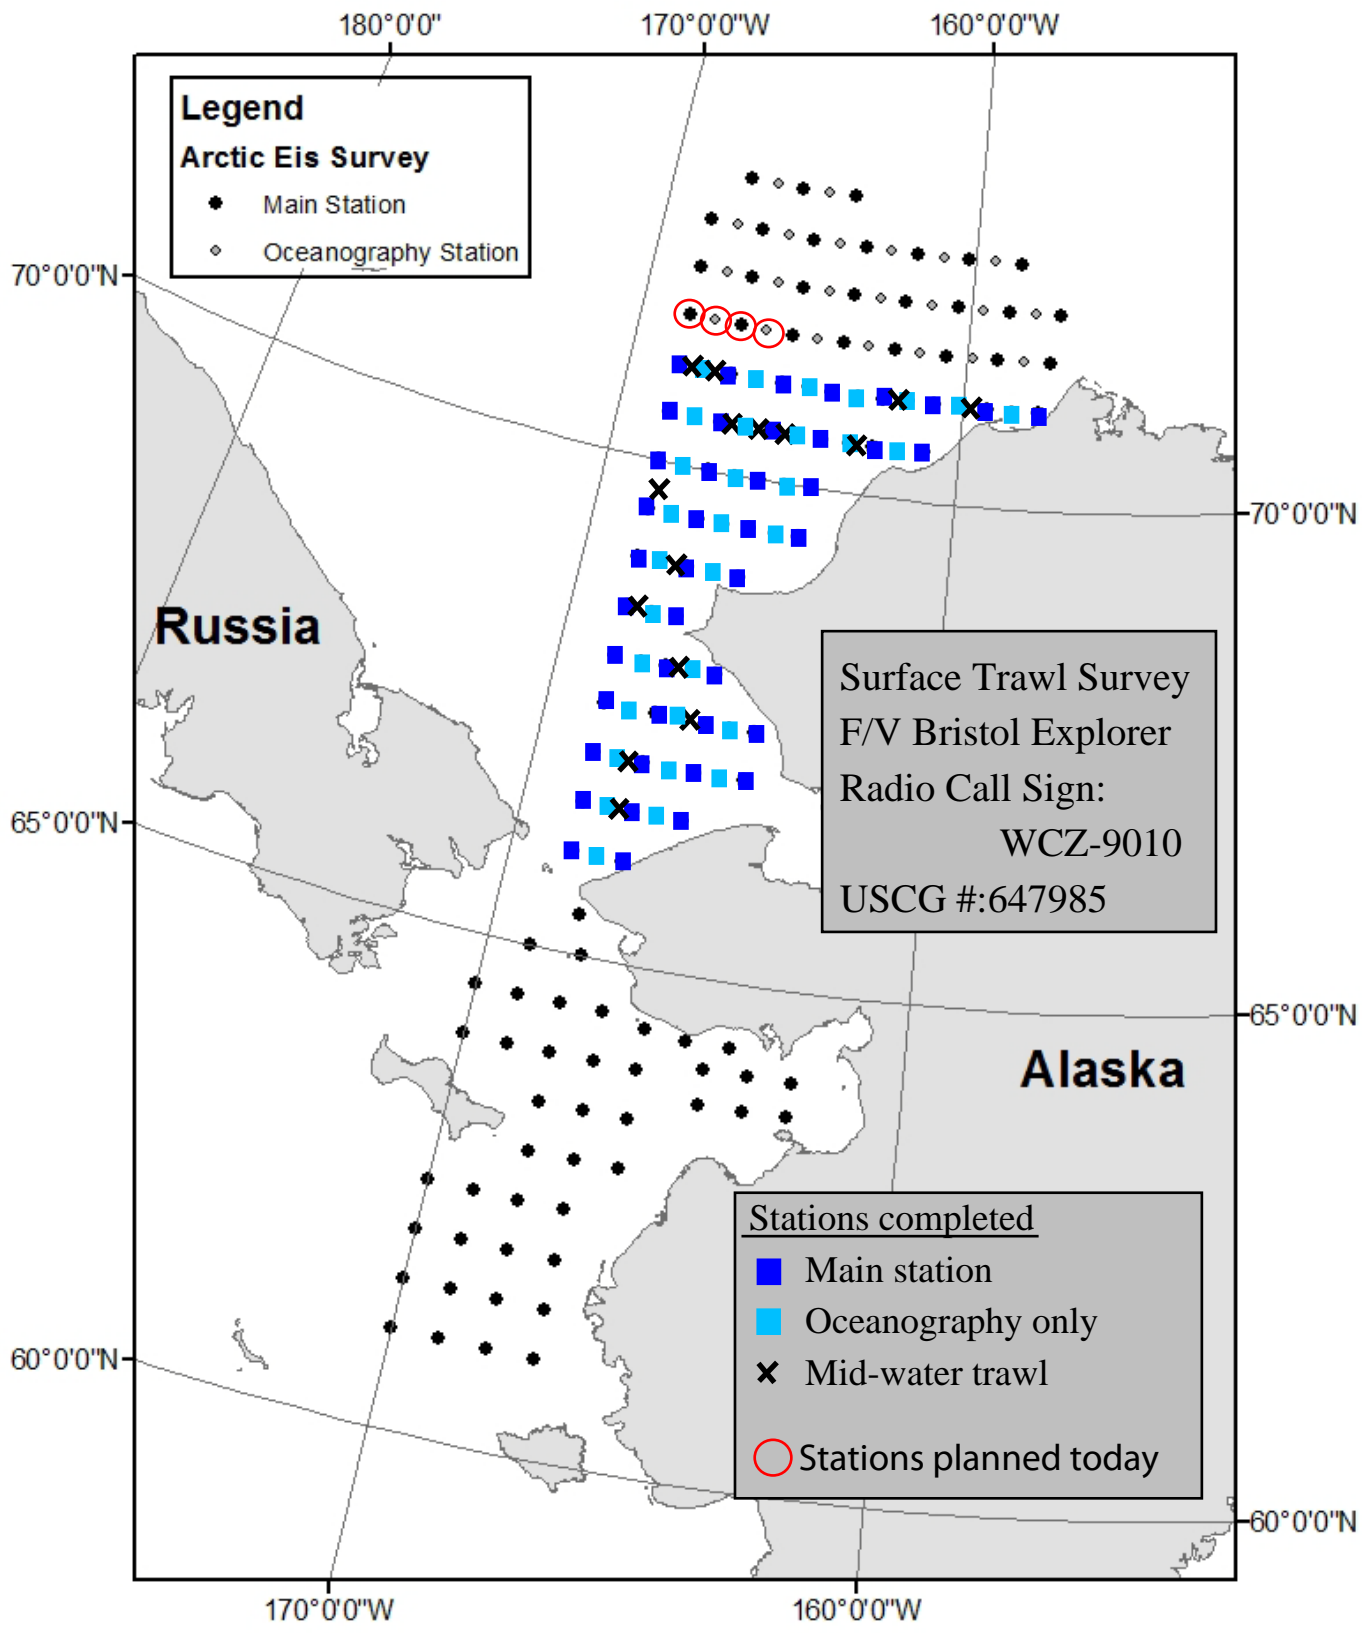 180°0'0"
170°0'0"W
160°0'0"W
Legend
Arctic Eis Survey
Main Station
Oceanography Station
70°0'0"N
70°0'0"N
Russia
Surface Trawl Survey
F/V Bristol Explorer
Radio Call Sign:
WCZ-9010
USCG #:647985
65°0'0"N
65°0'0"N
Alaska
Stations completed
Main station
Oceanography only
Mid-water trawl
Stations planned today
60°0'0"N
60°0'0"N
170°0'0"W
160°0'0"W